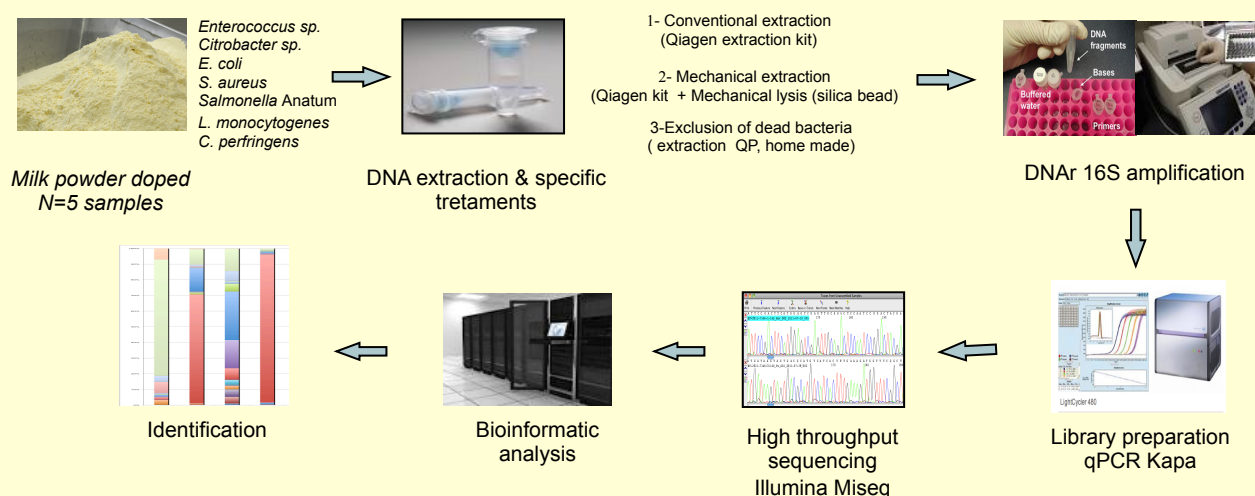 Enterococcus sp.
Citrobacter sp.
E. coli
S. aureus
Salmonella Anatum
L. monocytogenes
C. perfringens
Milk powder doped
N=5 samples
DNA extraction & specific
tretaments
1- Conventional extraction
(Qiagen extraction kit)
2- Mechanical extraction
(Qiagen kit + Mechanical lysis (silica bead)
3-Exclusion of dead bacteria
( extraction QP, home made)
DNA
fragments
Bases
Buffered
water
Primers
DNAr 16S amplification
LightCycler 480
Library preparation
qPCR Kapa
High throughput
sequencing
Illumina Miseq
Bioinformatic
analysis
Identification